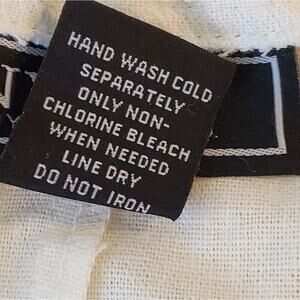 HAND WASH COLD
SEPARATELY
ONLY NON-
CHLORINE BLEACH
WHEN NEEDED
LINE DRY
DO NOT IRON